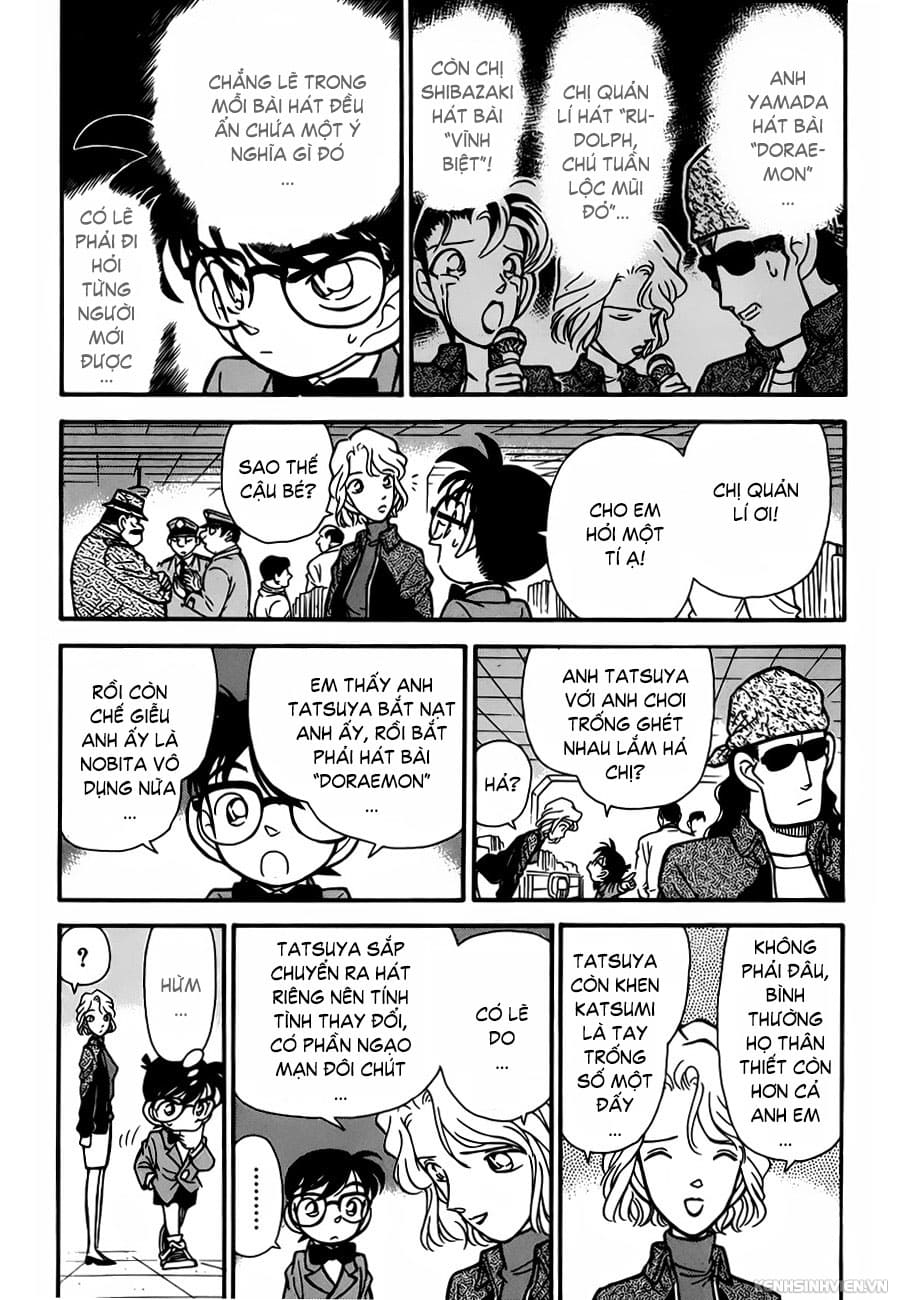 ANH
YAMADA
HÁT BÀI
"DORAE-
MON"
...
CHỊ QUẢN
LÍ HÁT "RU-
DOLPH,
CHÚ TUẦN
LỘC MŨI
ĐỎ"...
CÒN CHỊ
SHIBAZAKI
HÁT BÀI
"VĨNH
BIỆT"!
CHẲNG LẼ TRONG
MỖI BÀI HÁT ĐỀU
ẨN CHỨA MỘT Ý
NGHĨA GÌ ĐÓ
...
CÓ LẼ
PHẢI ĐI
HỎI
TỪNG
NGƯỜI
MỚI
ĐƯỢC
...
CHỊ QUẢN
LÍ ƠI!
CHO EM
HỎI MỘT
TÍ Ạ!
SAO THẾ
CẬU BÉ?
ANH TATSUYA
VỚI ANH CHƠI
TRỐNG GHÉT
NHAU LẮM HẢ
CHỊ?
HẢ?
EM THẤY ANH
TATSUYA BẮT NẠT
ANH ẤY, RỒI BẮT
PHẢI HÁT BÀI
"DORAEMON"
...
RỒI CÒN
CHẾ GIỄU
ANH ẤY LÀ
NOBITA VÔ
DỤNG NỮA
...
KHÔNG
PHẢI ĐÂU,
BÌNH
THƯỜNG
HỌ THÂN
THIẾT CÒN
HƠN CẢ
ANH EM
...
TATSUYA
CÒN KHEN
KATSUMI
LÀ TAY
TRỐNG
SỐ MỘT
ĐẤY
...
CÓ LẼ
DO
...
TATSUYA SẮP
CHUYỂN RA HÁT
RIÊNG NÊN TÍNH
TÌNH THAY ĐỔI,
CÓ PHẦN NGẠO
MẠN ĐÔI CHÚT
...
.........
HỪM
...
?
KENHSINHVIEN.VN